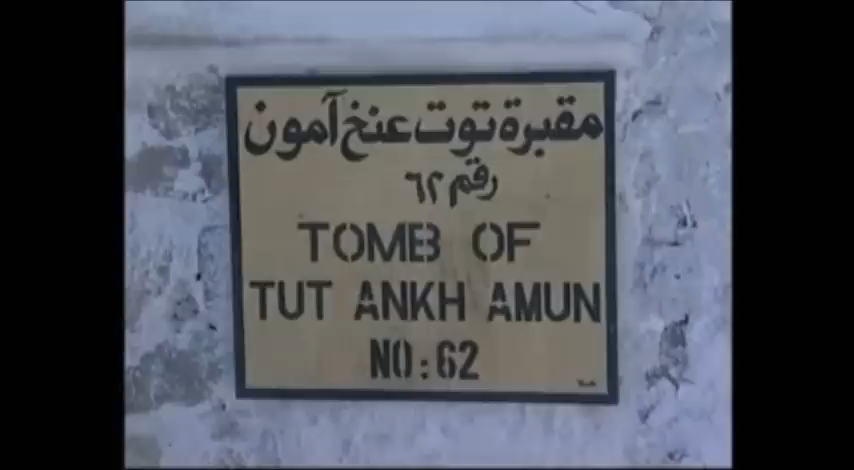 مقبرة توت عنخ آمون
رقم ٦٢
TOMB OF
TUT ANKH AMUN
NO: 62